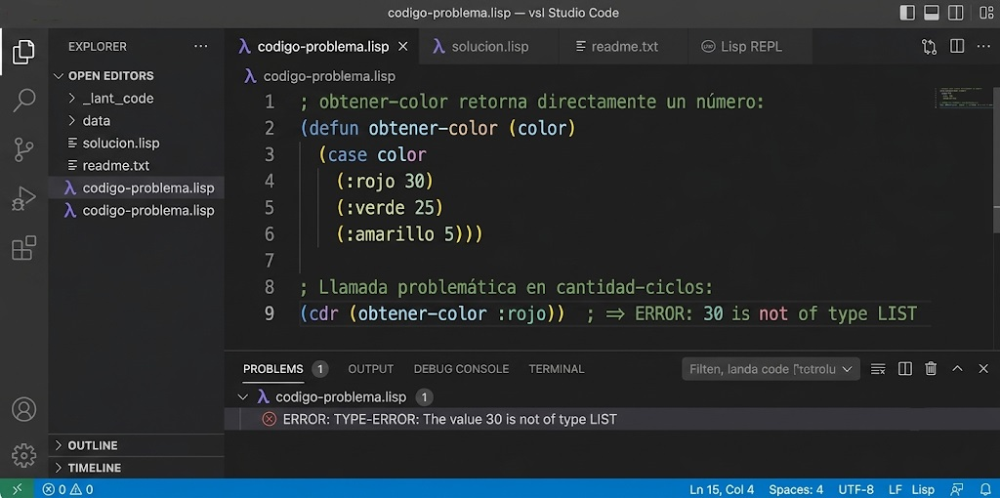 codigo-problema.lisp — vsl Studio Code
EXPLORER ...
OPEN EDITORS
_lant_code
data
solucion.lisp
readme.txt
codigo-problema.lisp
codigo-problema.lisp
OUTLINE
TIMELINE
codigo-problema.lisp solucion.lisp readme.txt Lisp REPL ...
codigo-problema.lisp
1 ; obtener-color retorna directamente un número:
2 (defun obtener-color (color)
3 (case color
4 (:rojo 30)
5 (:verde 25)
6 (:amarillo 5)))
7
8 ; Llamada problemática en cantidad-ciclos:
9 (cdr (obtener-color :rojo)) ; ⇒ ERROR: 30 is not of type LIST
PROBLEMS 1 OUTPUT DEBUG CONSOLE TERMINAL Filten, landa code
codigo-problema.lisp 1
ERROR: TYPE-ERROR: The value 30 is not of type LIST
0 0 Ln 15, Col 4 Spaces: 4 UTF-8 LF Lisp